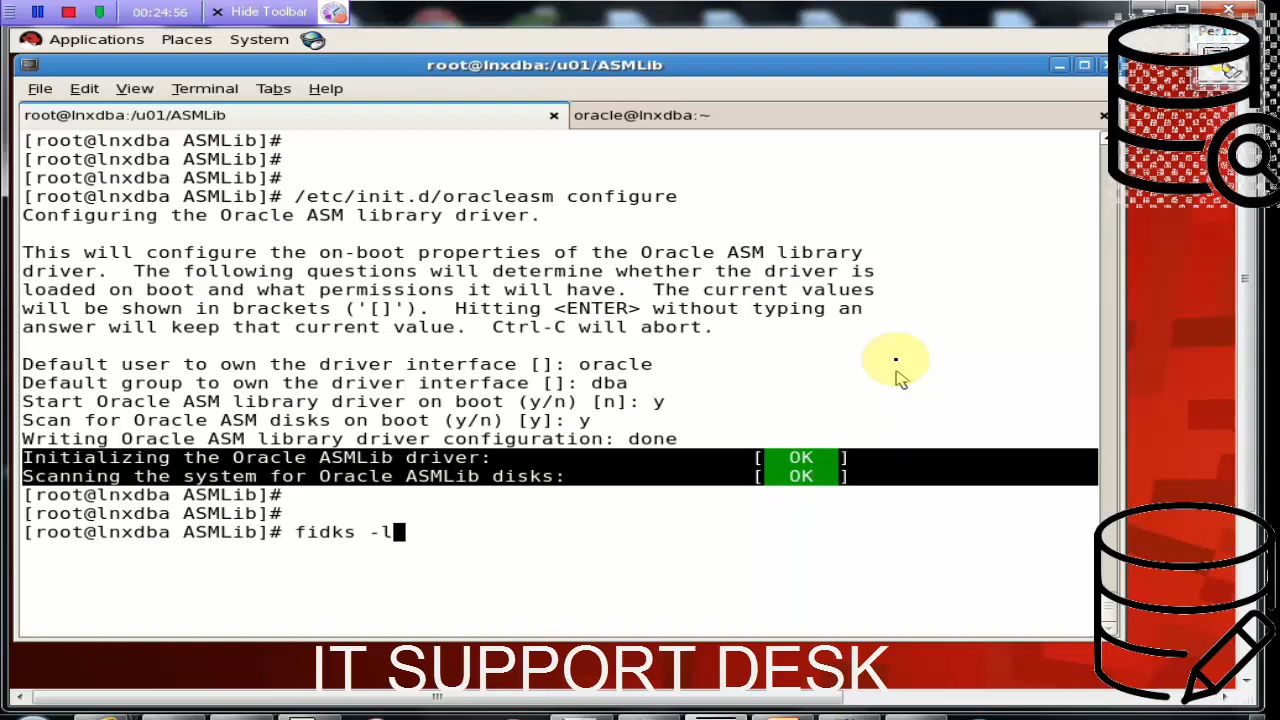 00:24:56 Hide Toolbar
Applications Places System
root@lnxdba:/u01/ASMLib
File Edit View Terminal Tabs Help
root@lnxdba:/u01/ASMLib oracle@lnxdba:~
[root@lnxdba ASMLib]#
[root@lnxdba ASMLib]#
[root@lnxdba ASMLib]#
[root@lnxdba ASMLib]# /etc/init.d/oracleasm configure
Configuring the Oracle ASM library driver.
This will configure the on-boot properties of the Oracle ASM library
driver.  The following questions will determine whether the driver is
loaded on boot and what permissions it will have.  The current values
will be shown in brackets ('[]').  Hitting <ENTER> without typing an
answer will keep that current value.  Ctrl-C will abort.
Default user to own the driver interface []: oracle
Default group to own the driver interface []: dba
Start Oracle ASM library driver on boot (y/n) [n]: y
Scan for Oracle ASM disks on boot (y/n) [y]: y
Writing Oracle ASM library driver configuration: done
Initializing the Oracle ASMLib driver: [ OK ]
Scanning the system for Oracle ASMLib disks: [ OK ]
[root@lnxdba ASMLib]#
[root@lnxdba ASMLib]#
[root@lnxdba ASMLib]# fidks -l
IT SUPPORT DESK